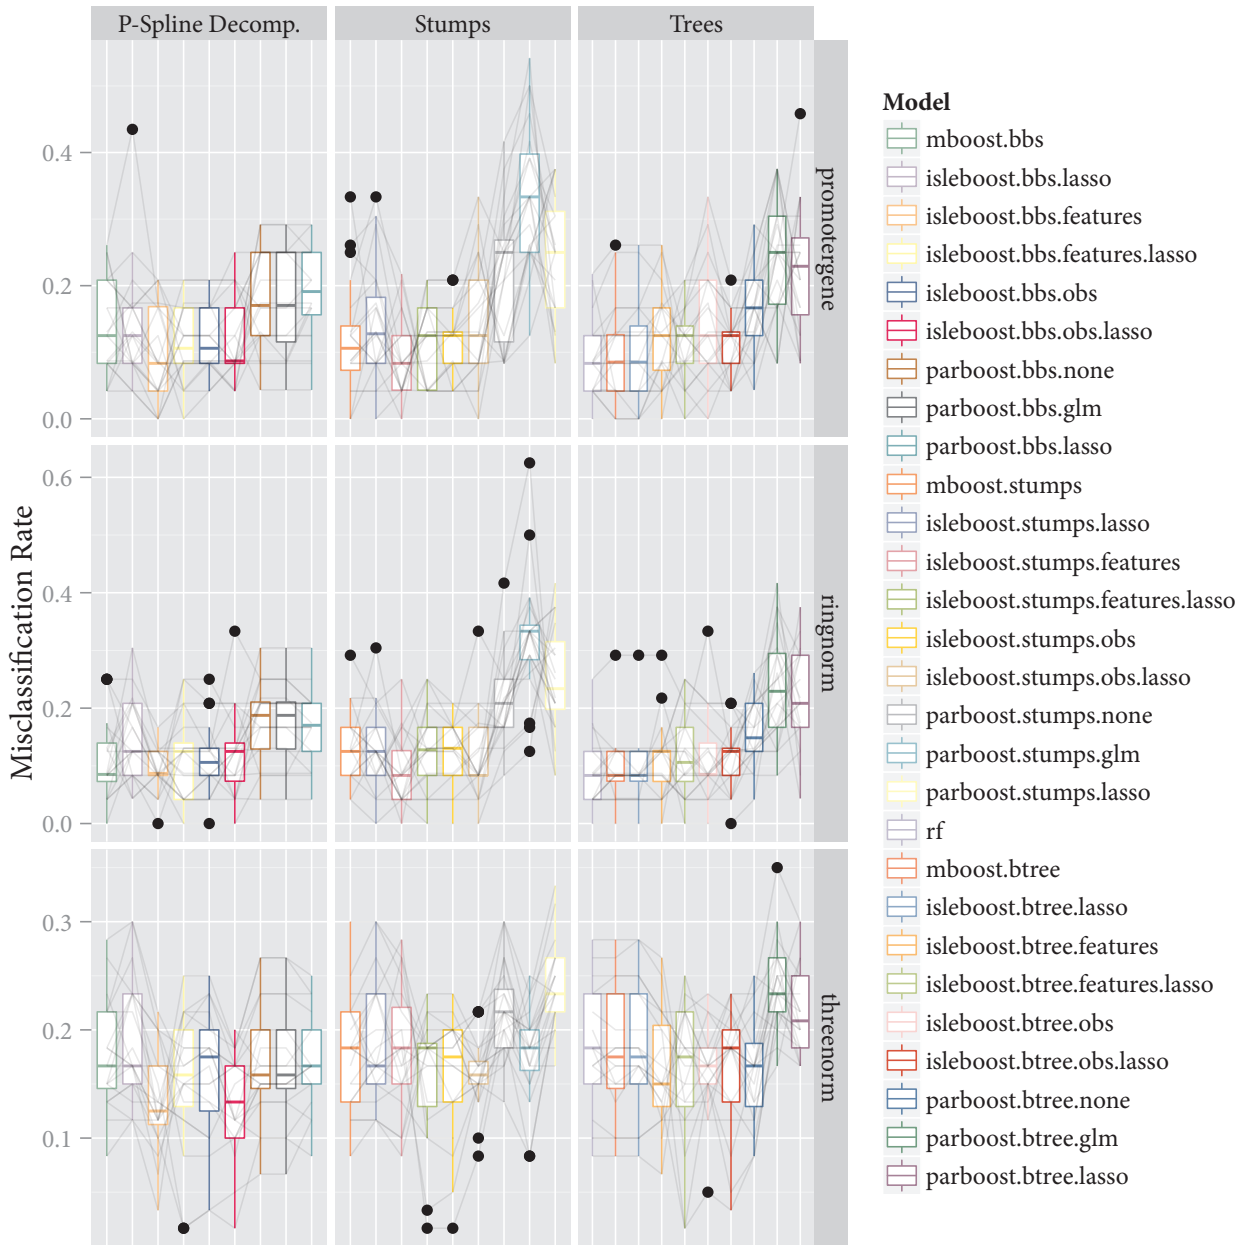 P-Spline Decomp.
Stumps
Trees
promotergene
ringnorm
threenorm
Misclassification Rate
0.4
0.2
0.0
0.6
0.4
0.2
0.0
0.3
0.2
0.1
Model
mboost.bbs
isleboost.bbs.lasso
isleboost.bbs.features
isleboost.bbs.features.lasso
isleboost.bbs.obs
isleboost.bbs.obs.lasso
parboost.bbs.none
parboost.bbs.glm
parboost.bbs.lasso
mboost.stumps
isleboost.stumps.lasso
isleboost.stumps.features
isleboost.stumps.features.lasso
isleboost.stumps.obs
isleboost.stumps.obs.lasso
parboost.stumps.none
parboost.stumps.glm
parboost.stumps.lasso
rf
mboost.btree
isleboost.btree.lasso
isleboost.btree.features
isleboost.btree.features.lasso
isleboost.btree.obs
isleboost.btree.obs.lasso
parboost.btree.none
parboost.btree.glm
parboost.btree.lasso